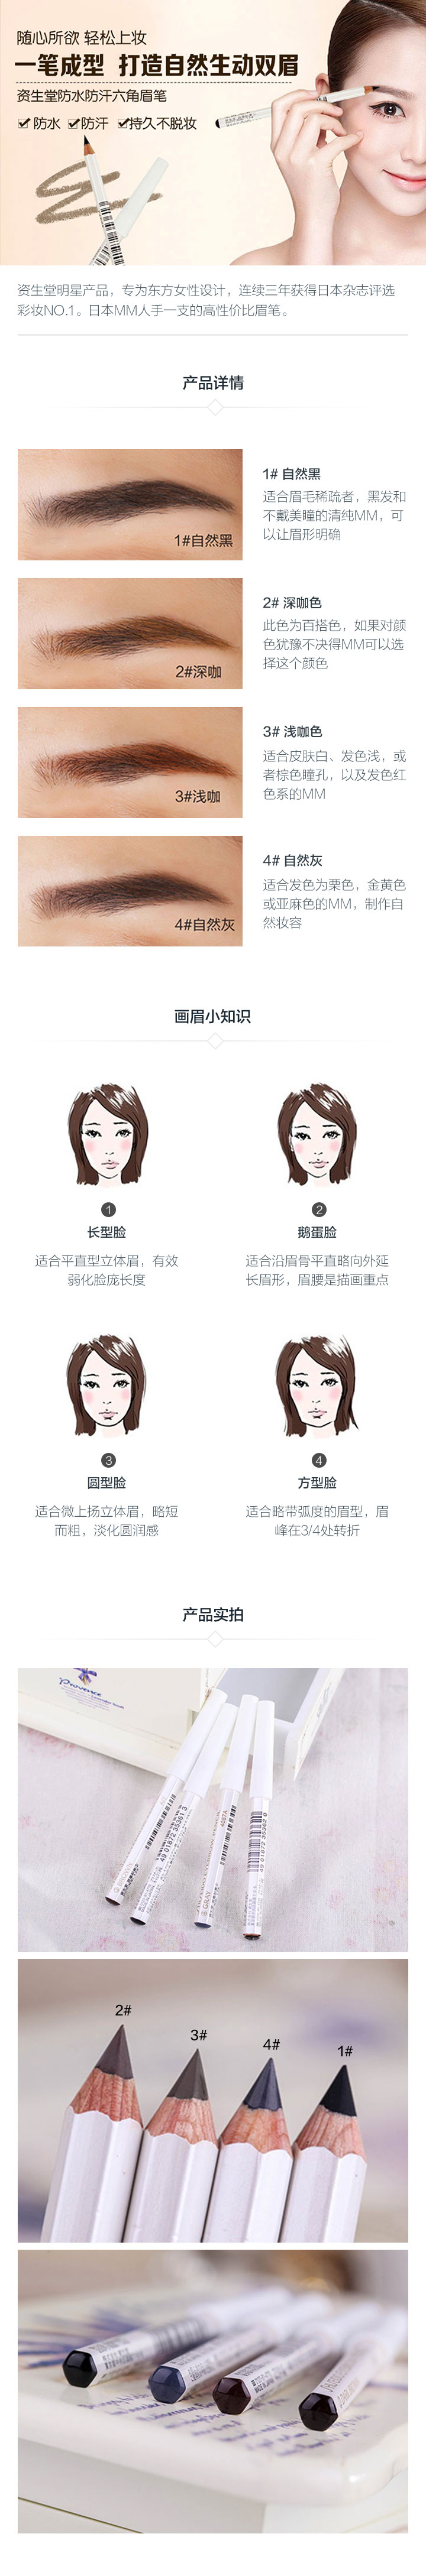 随心所欲 轻松上妆
一笔成型 打造自然生动双眉
资生堂防水防汗六角眉笔
防水 防汗 持久不脱妆
资生堂明星产品，专为东方女性设计，连续三年获得日本杂志评选
彩妆NO.1。日本MM人手一支的高性价比眉笔。
产品详情
1#自然黑
1# 自然黑
适合眉毛稀疏者，黑发和
不戴美瞳的清纯MM，可
以让眉形明确
2#深咖
2# 深咖色
此色为百搭色，如果对颜
色犹豫不决得MM可以选
择这个颜色
3#浅咖
3# 浅咖色
适合皮肤白、发色浅，或
者棕色瞳孔，以及发色红
色系的MM
4#自然灰
4# 自然灰
适合发色为栗色，金黄色
或亚麻色的MM，制作自
然妆容
画眉小知识
1
长型脸
适合平直型立体眉，有效
弱化脸庞长度
2
鹅蛋脸
适合沿眉骨平直略向外延
长眉形，眉腰是描画重点
3
圆型脸
适合微上扬立体眉，略短
而粗，淡化圆润感
4
方型脸
适合略带弧度的眉型，眉
峰在3/4处转折
产品实拍
Provence
GRAY
2#
3#
4#
1#